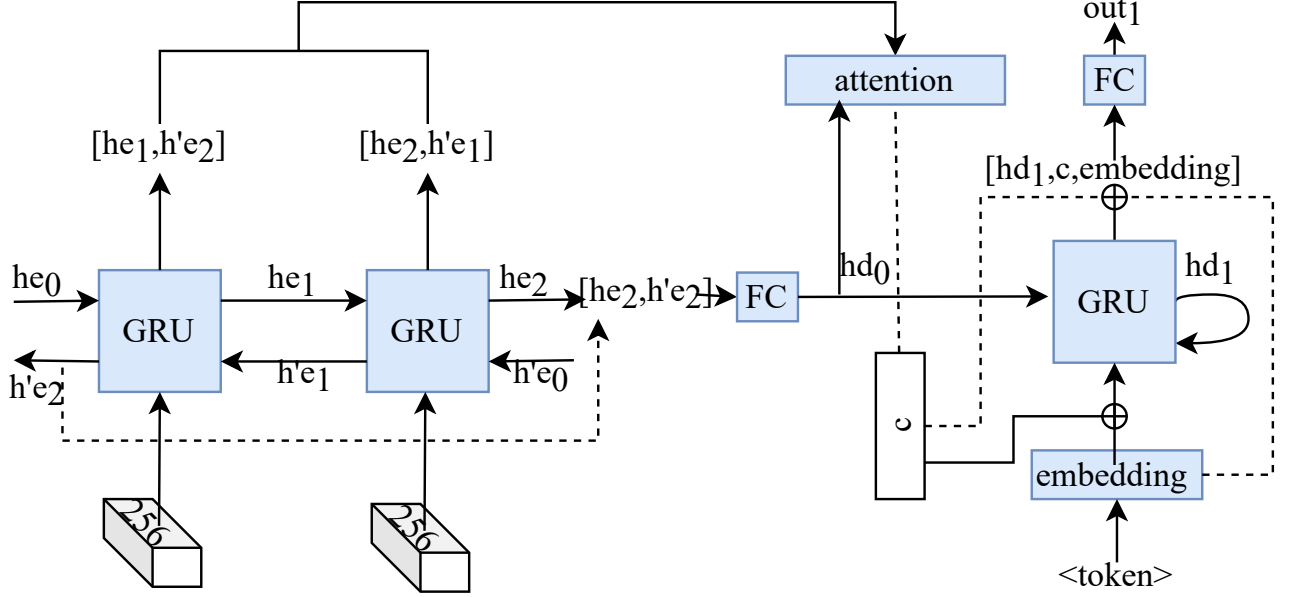 out1
attention
FC
[he1,h'e2]
[he2,h'e1]
[hd1,c,embedding]
he0
he1
he2
[he2,h'e2]
hd0
hd1
GRU
GRU
FC
GRU
h'e2
h'e1
h'e0
c
embedding
256
256
<token>